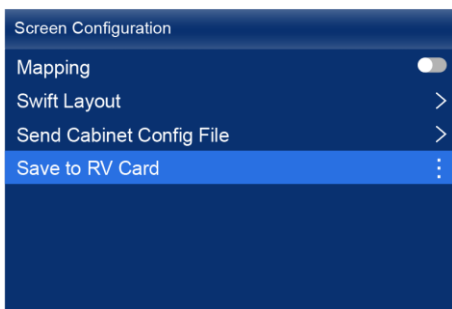 Screen Configuration
Mapping
Swift Layout
Send Cabinet Config File
Save to RV Card